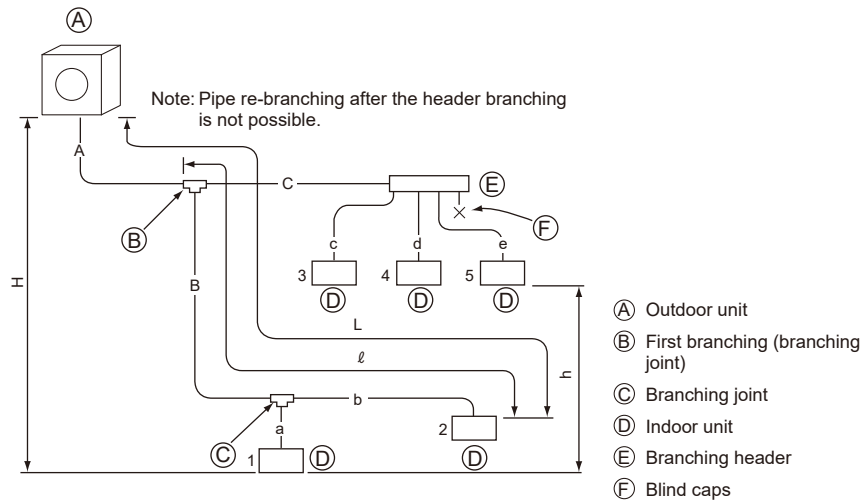 Ⓐ
Note: Pipe re-branching after the header branching
is not possible.
A
C
Ⓔ
Ⓕ
Ⓑ
c
d
e
3
4
5
Ⓓ
Ⓓ
Ⓓ
H
B
L
ℓ
h
b
a
Ⓒ
1
Ⓓ
2
Ⓓ
Ⓐ Outdoor unit
Ⓑ First branching (branching
joint)
Ⓒ Branching joint
Ⓓ Indoor unit
Ⓔ Branching header
Ⓕ Blind caps